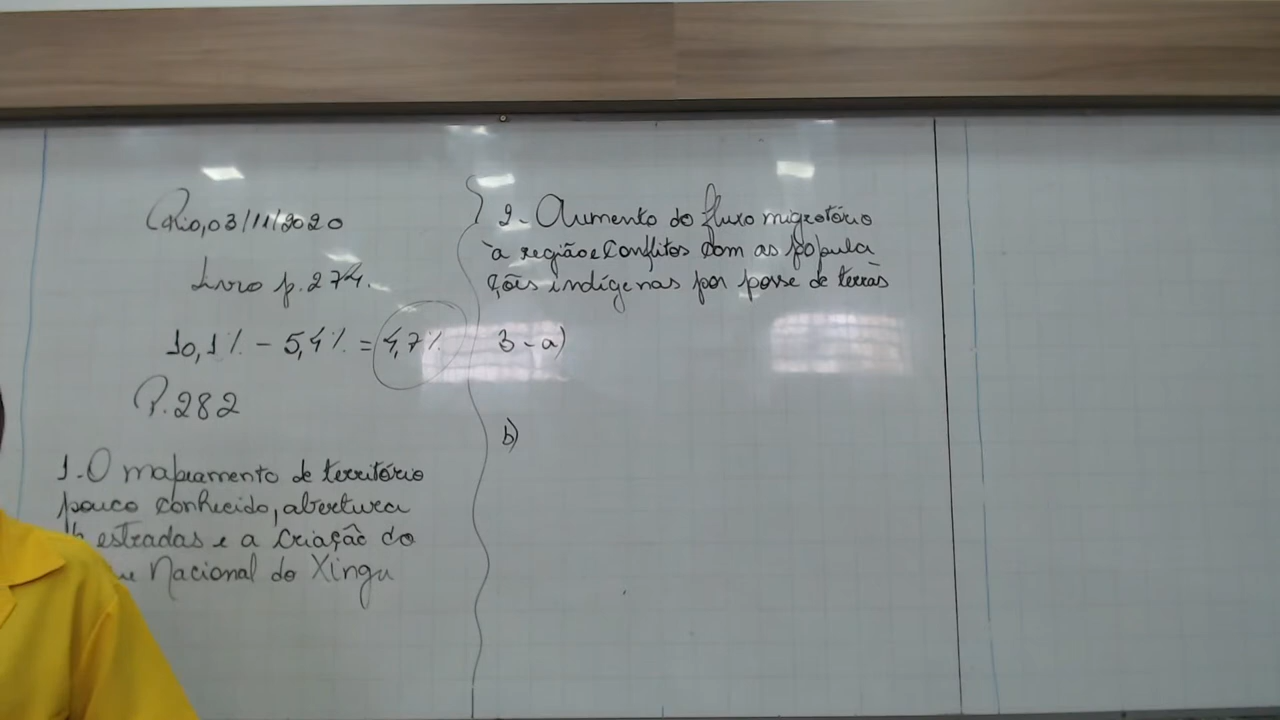 Rio, 03/11/2020
Livro p.274.
10,1% - 5,4% = 4,7%
P.282
1. O mapeamento de território
pouco conhecido, abertura
estradas e a criação do
Nacional do Xingu
2- Aumento do fluxo migratório
à região e conflitos com as popula
ções indígenas por posse de terras
3 - a)
b)